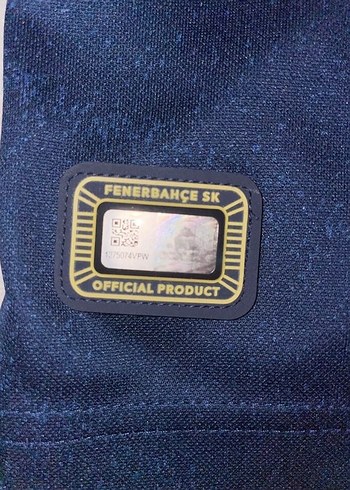 FENERBAHÇE SK
OFFICIAL PRODUCT